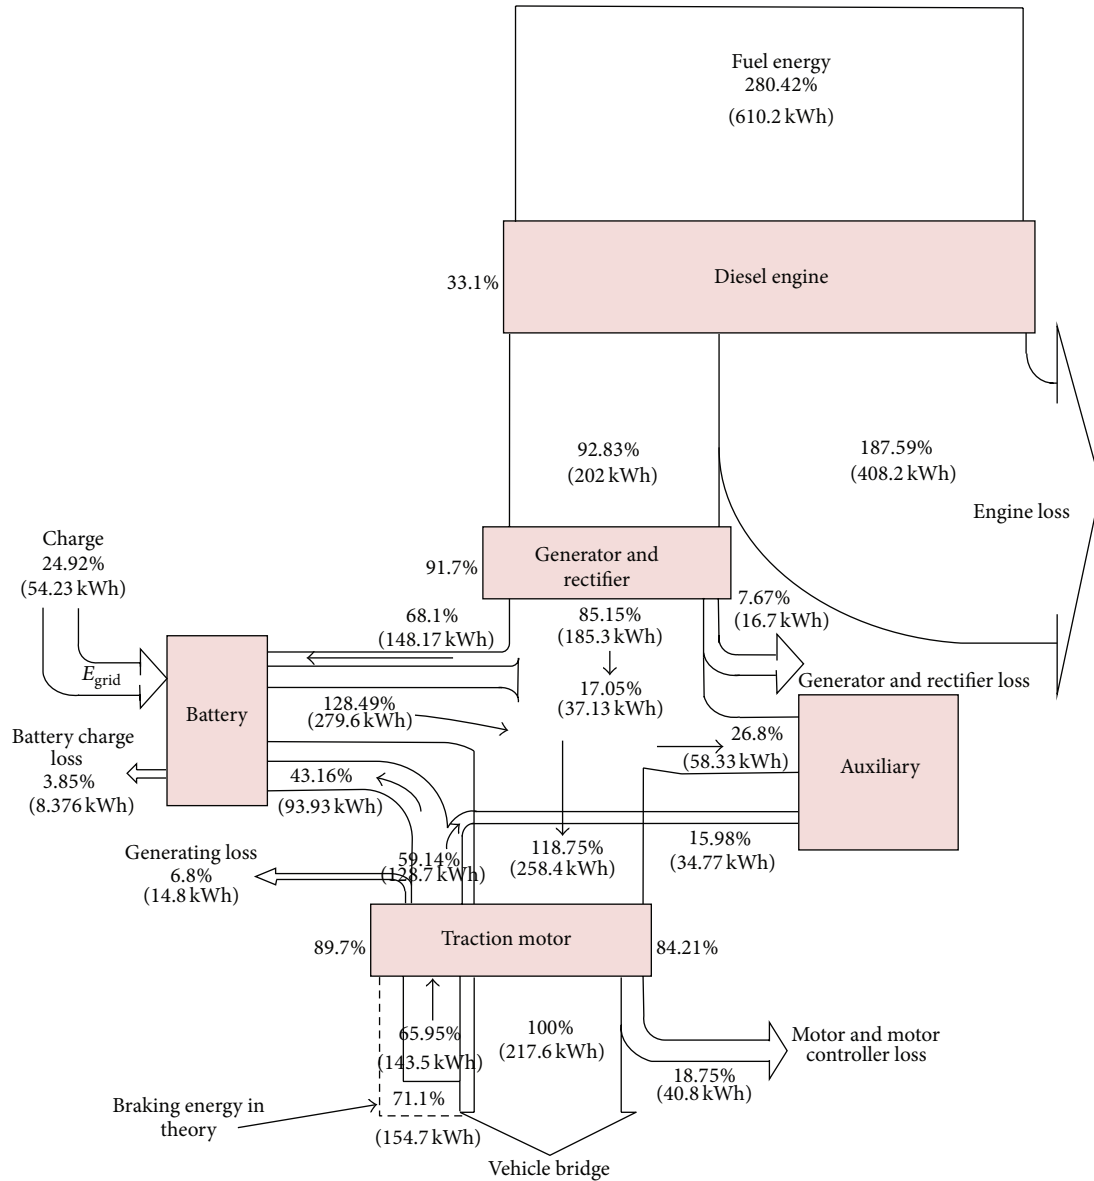 Fuel energy
280.42%
(610.2 kWh)
Diesel engine
33.1%
92.83%
(202 kWh)
187.59%
(408.2 kWh)
Engine loss
Charge
24.92%
(54.23 kWh)
Generator and
rectifier
91.7%
68.1%
(148.17 kWh)
85.15%
(185.3 kWh)
7.67%
(16.7 kWh)
Egrid
17.05%
(37.13 kWh)
Generator and rectifier loss
Battery
128.49%
(279.6 kWh)
26.8%
(58.33 kWh)
Auxiliary
Battery charge
loss
3.85%
(8.376 kWh)
43.16%
(93.93 kWh)
Generating loss
6.8%
(14.8 kWh)
59.14%
(128.7 kWh)
118.75%
(258.4 kWh)
15.98%
(34.77 kWh)
89.7%
Traction motor
84.21%
65.95%
(143.5 kWh)
100%
(217.6 kWh)
Motor and motor
controller loss
18.75%
(40.8 kWh)
71.1%
(154.7 kWh)
Braking energy in
theory
Vehicle bridge